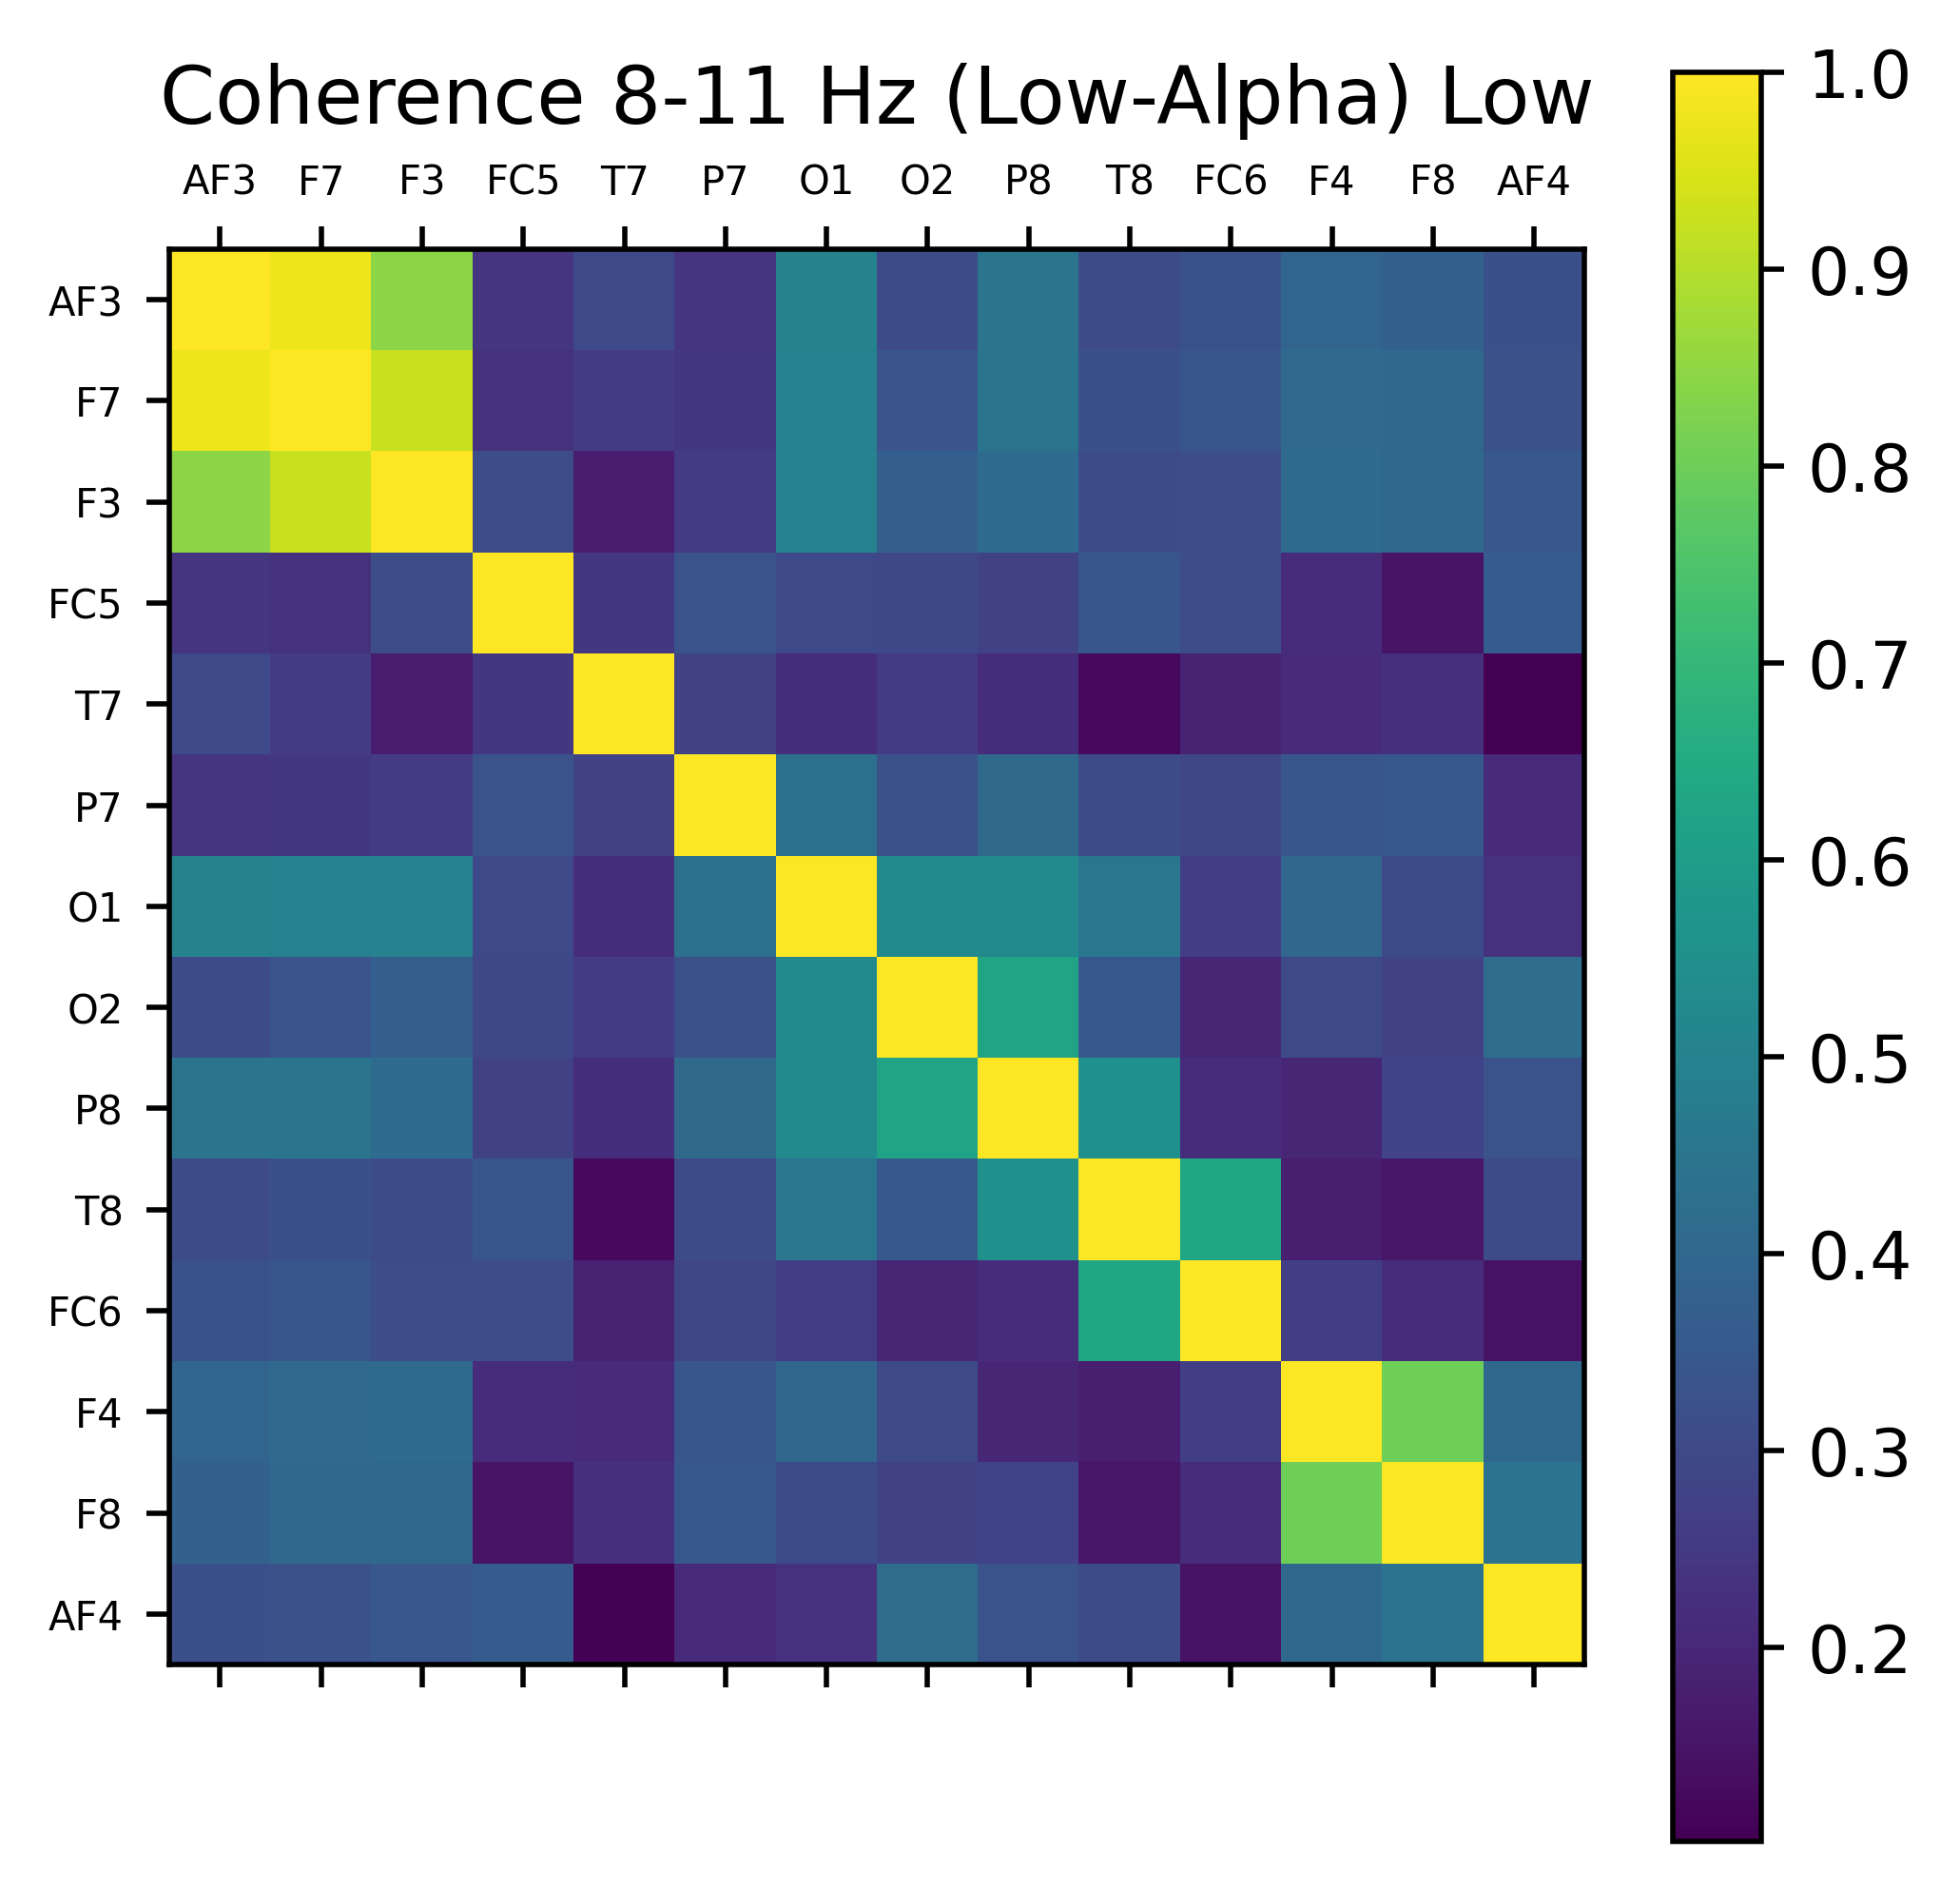 Coherence 8-11 Hz (Low-Alpha) Low
AF3 F7 F3 FC5 T7 P7 O1 O2 P8 T8 FC6 F4 F8 AF4
AF3
F7
F3
FC5
T7
P7
O1
O2
P8
T8
FC6
F4
F8
AF4
1.0
0.9
0.8
0.7
0.6
0.5
0.4
0.3
0.2